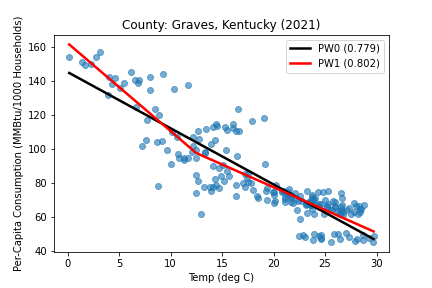 County: Graves, Kentucky (2021)
PW0 (0.779)
PW1 (0.802)
Per-Capita Consumption (MMBtu/1000 Households)
160
140
120
100
80
60
40
0 5 10 15 20 25 30
Temp (deg C)